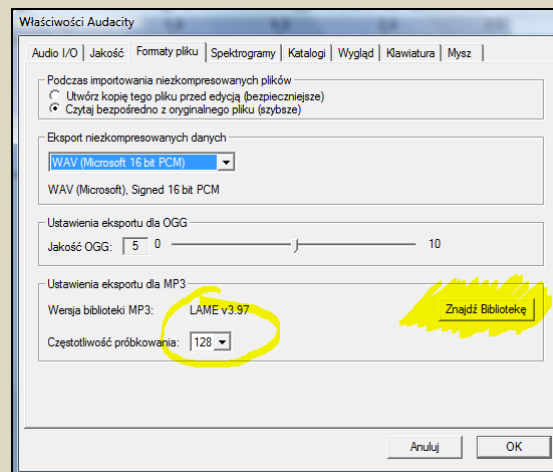 Właściwości Audacity
Audio I/O Jakość Formaty pliku Spektrogramy Katalogi Wygląd Klawiatura Mysz
Podczas importowania niezkompresowanych plików
Utwórz kopię tego pliku przed edycją (bezpieczniejsze)
Czytaj bezpośrednio z oryginalnego pliku (szybsze)
Eksport niezkompresowanych danych
WAV (Microsoft 16 bit PCM)
WAV (Microsoft), Signed 16 bit PCM
Ustawienia eksportu dla OGG
Jakość OGG: 5 0 10
Ustawienia eksportu dla MP3
Wersja biblioteki MP3: LAME v3.97 Znajdź Bibliotekę
Częstotliwość próbkowania: 128
Anuluj OK